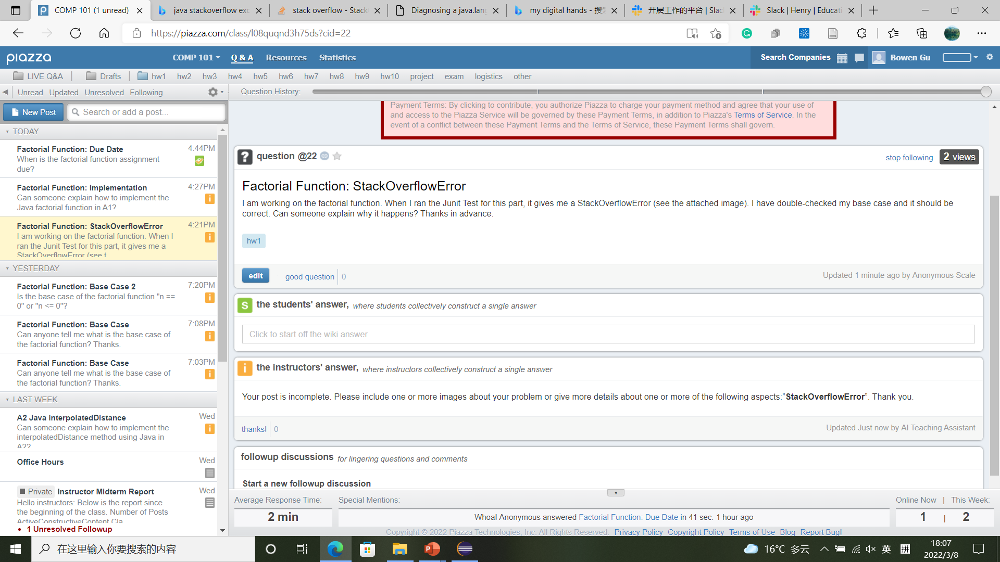 COMP 101 (1 unread)
java stackoverflow exc
stack overflow - Stack
Diagnosing a java.lang
my digital hands - 搜
开展工作的平台 | Slac
Slack | Henry | Educati
https://piazza.com/class/l08quqnd3h75ds?cid=22
piazza
COMP 101
Q & A
Resources
Statistics
Search Companies
Bowen Gu
LIVE Q&A
Drafts
hw1
hw2
hw3
hw4
hw5
hw6
hw7
hw8
hw9
hw10
project
exam
logistics
other
Unread
Updated
Unresolved
Following
Question History:
New Post
Search or add a post...
TODAY
Factorial Function: Due Date
4:44PM
When is the factorial function assignment
due?
Factorial Function: Implementation
4:27PM
Can someone explain how to implement the
Java factorial function in A1?
Factorial Function: StackOverflowError
4:21PM
I am working on the factorial function. When I
ran the Junit Test for this part, it gives me a
StackOverflowError (see t
YESTERDAY
Factorial Function: Base Case 2
7:20PM
Is the base case of the factorial function "n ==
0" or "n <= 0"?
Factorial Function: Base Case
7:08PM
Can anyone tell me what is the base case of
the factorial function? Thanks.
Factorial Function: Base Case
7:03PM
Can anyone tell me what is the base case of
the factorial function? Thanks.
LAST WEEK
A2 Java interpolatedDistance
Wed
Can someone explain how to implement the
interpolatedDistance method using Java in
A2?
Office Hours
Wed
Private Instructor Midterm Report
Wed
Hello instructors: Below is the report since
the beginning of the class. Number of Posts
ActiveConstructiveContent Cla
1 Unresolved Followup
Payment Terms: By clicking to contribute, you authorize Piazza to charge your payment method and agree that your use of
and access to the Piazza Service will be governed by these Payment Terms, in addition to Piazza's Terms of Service. In the
event of a conflict between these Payment Terms and the Terms of Service, these Payment Terms shall govern.
question @22
stop following
2 views
Factorial Function: StackOverflowError
I am working on the factorial function. When I ran the Junit Test for this part, it gives me a StackOverflowError (see the attached image). I have double-checked my base case and it should be
correct. Can someone explain why it happens? Thanks in advance.
hw1
edit
·
good question
0
Updated 1 minute ago by Anonymous Scale
S
the students' answer,
where students collectively construct a single answer
Click to start off the wiki answer
i
the instructors' answer,
where instructors collectively construct a single answer
Your post is incomplete. Please include one or more images about your problem or give more details about one or more of the following aspects:”StackOverflowError”. Thank you.
thanks!
0
Updated Just now by AI Teaching Assistant
followup discussions
for lingering questions and comments
Start a new followup discussion
Average Response Time:
2 min
Special Mentions:
Whoa! Anonymous answered Factorial Function: Due Date in 41 sec. 1 hour ago
Online Now | This Week:
1 | 2
Copyright © 2022 Piazza Technologies, Inc. All Rights Reserved. Privacy Policy Copyright Policy Terms of Use Blog Report Bug!
在这里输入你要搜索的内容
16°C 多云
英
拼
18:07
2022/3/8